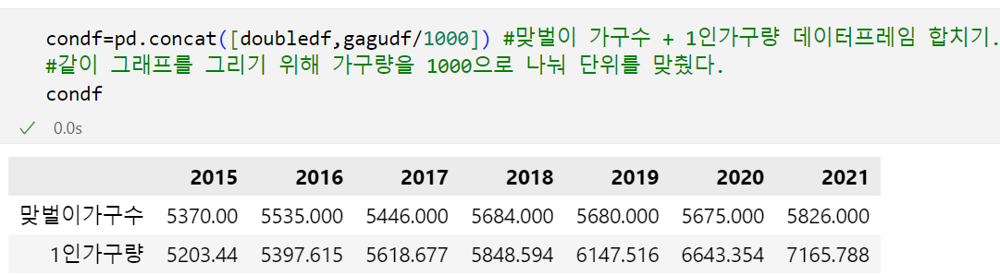 condf=pd.concat([doubledf,gagudf/1000]) #맞벌이 가구수 + 1인가구량 데이터프레임 합치기.
#같이 그래프를 그리기 위해 가구량을 1000으로 나눠 단위를 맞췄다.
condf
0.0s
2015 2016 2017 2018 2019 2020 2021
맞벌이가구수 5370.00 5535.000 5446.000 5684.000 5680.000 5675.000 5826.000
1인가구량 5203.44 5397.615 5618.677 5848.594 6147.516 6643.354 7165.788